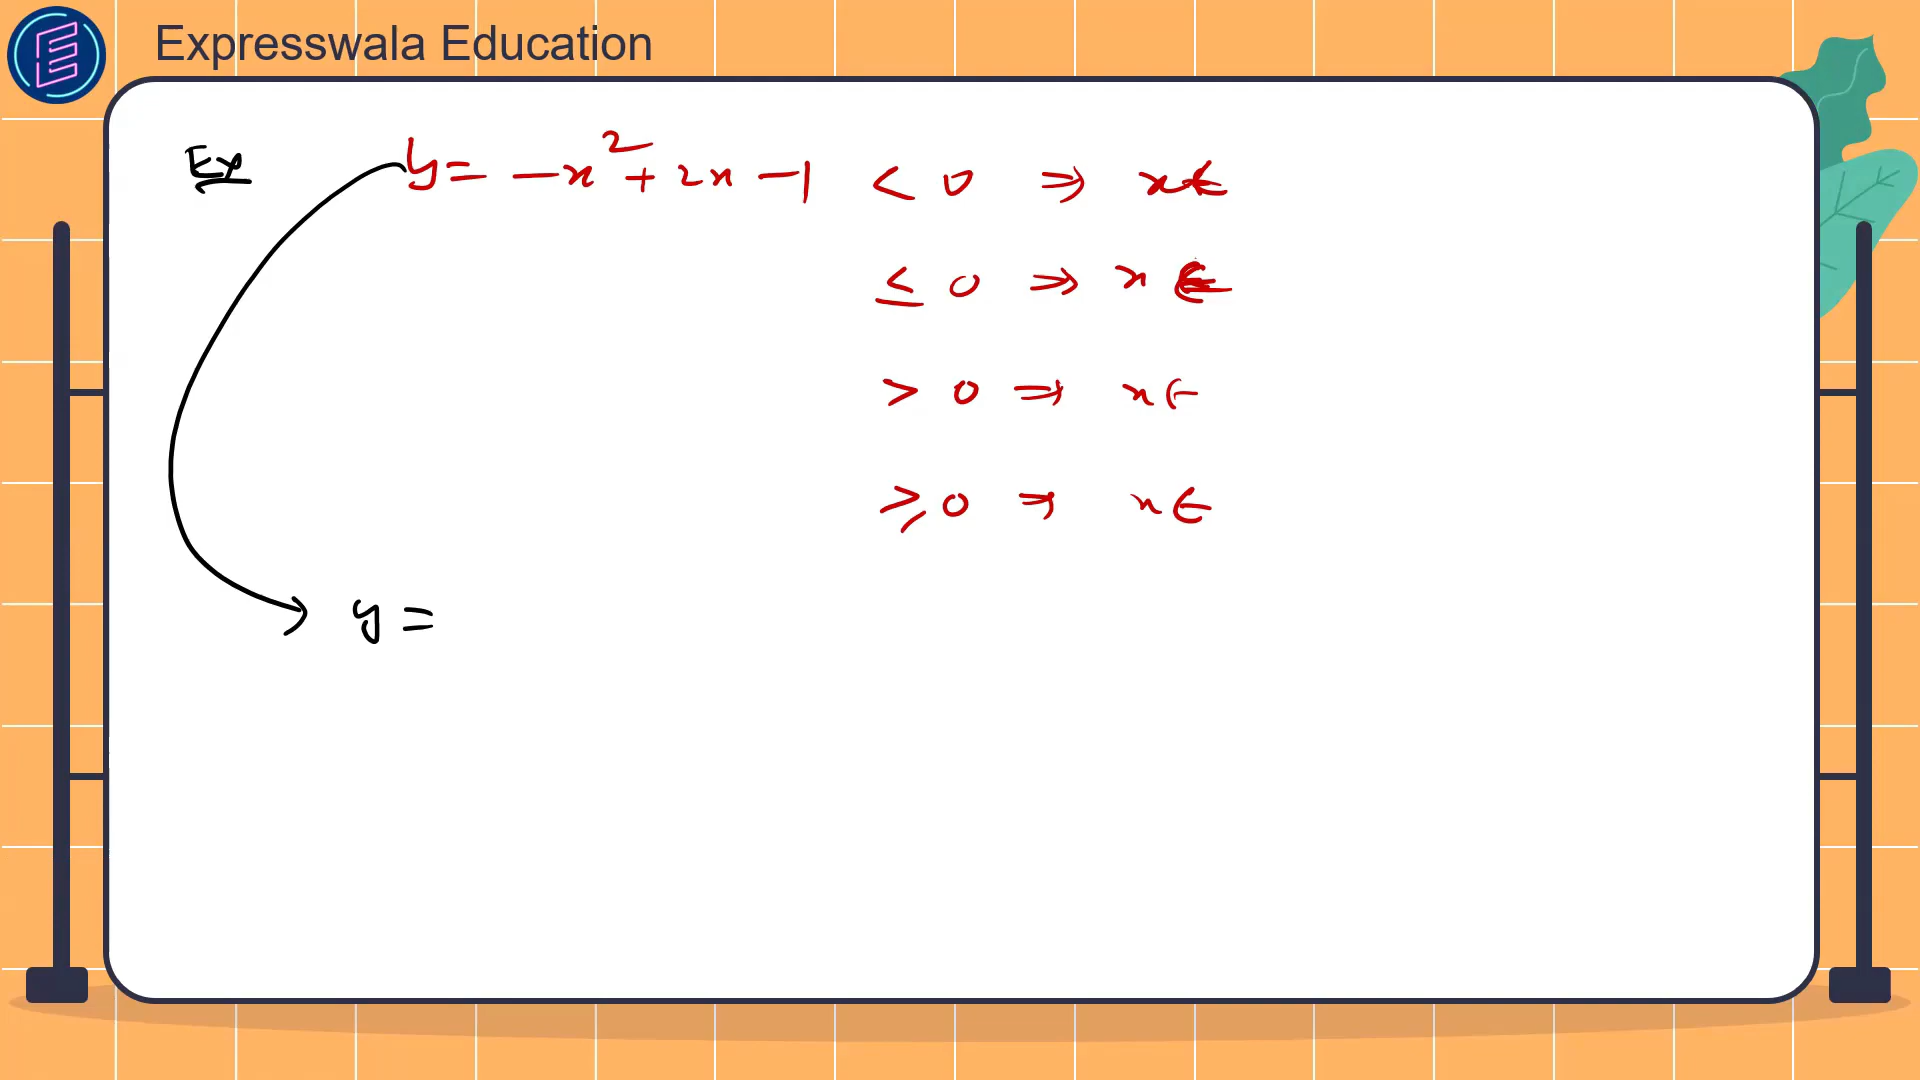 Expresswala Education
Ex y = -x² + 2x - 1 < 0 ⇒ x ∈
≤ 0 ⇒ x ∈
> 0 ⇒ x ∈
≥ 0 ⇒ x ∈
y =